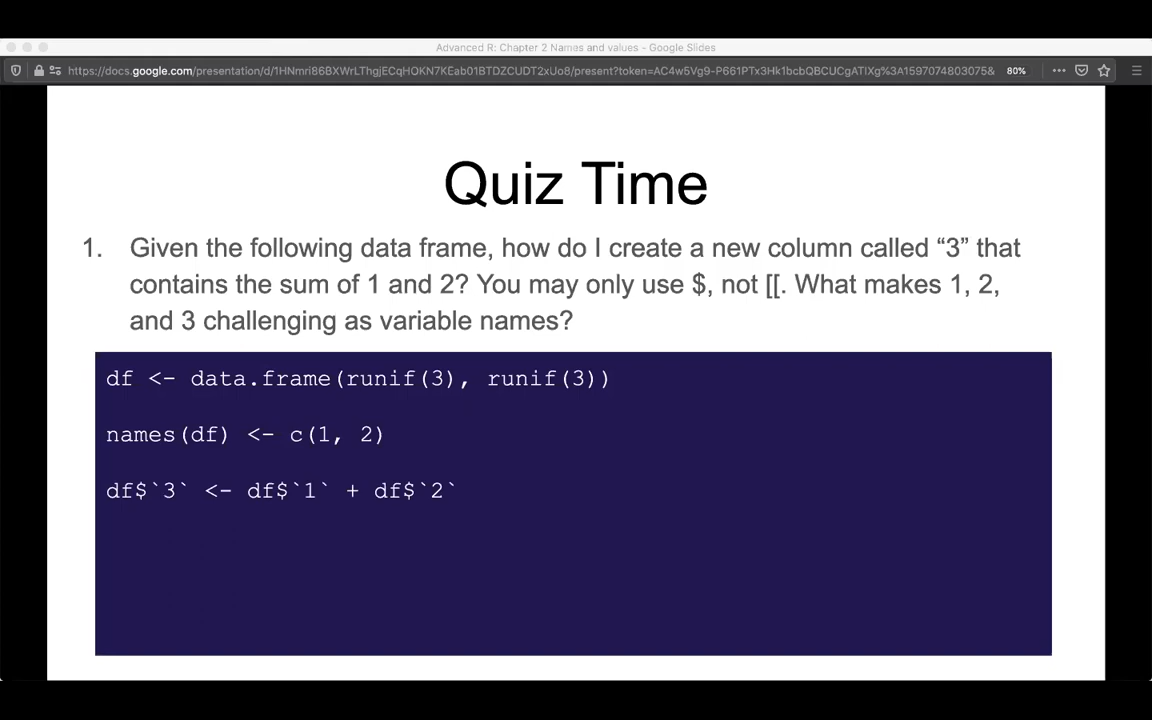 Advanced R: Chapter 2 Names and values - Google Slides
https://docs.google.com/presentation/d/1HNmri86BXWrLThgjECqHOKN7KEab01BTDZCUDT2xUo8/present?token=AC4w5Vg9-P661PTx3Hk1bcbQBCUCgATIXg%3A1597074803075& 80%
Quiz Time
1. Given the following data frame, how do I create a new column called “3” that
contains the sum of 1 and 2? You may only use $, not [[. What makes 1, 2,
and 3 challenging as variable names?
df <- data.frame(runif(3), runif(3))
names(df) <- c(1, 2)
df$`3` <- df$`1` + df$`2`